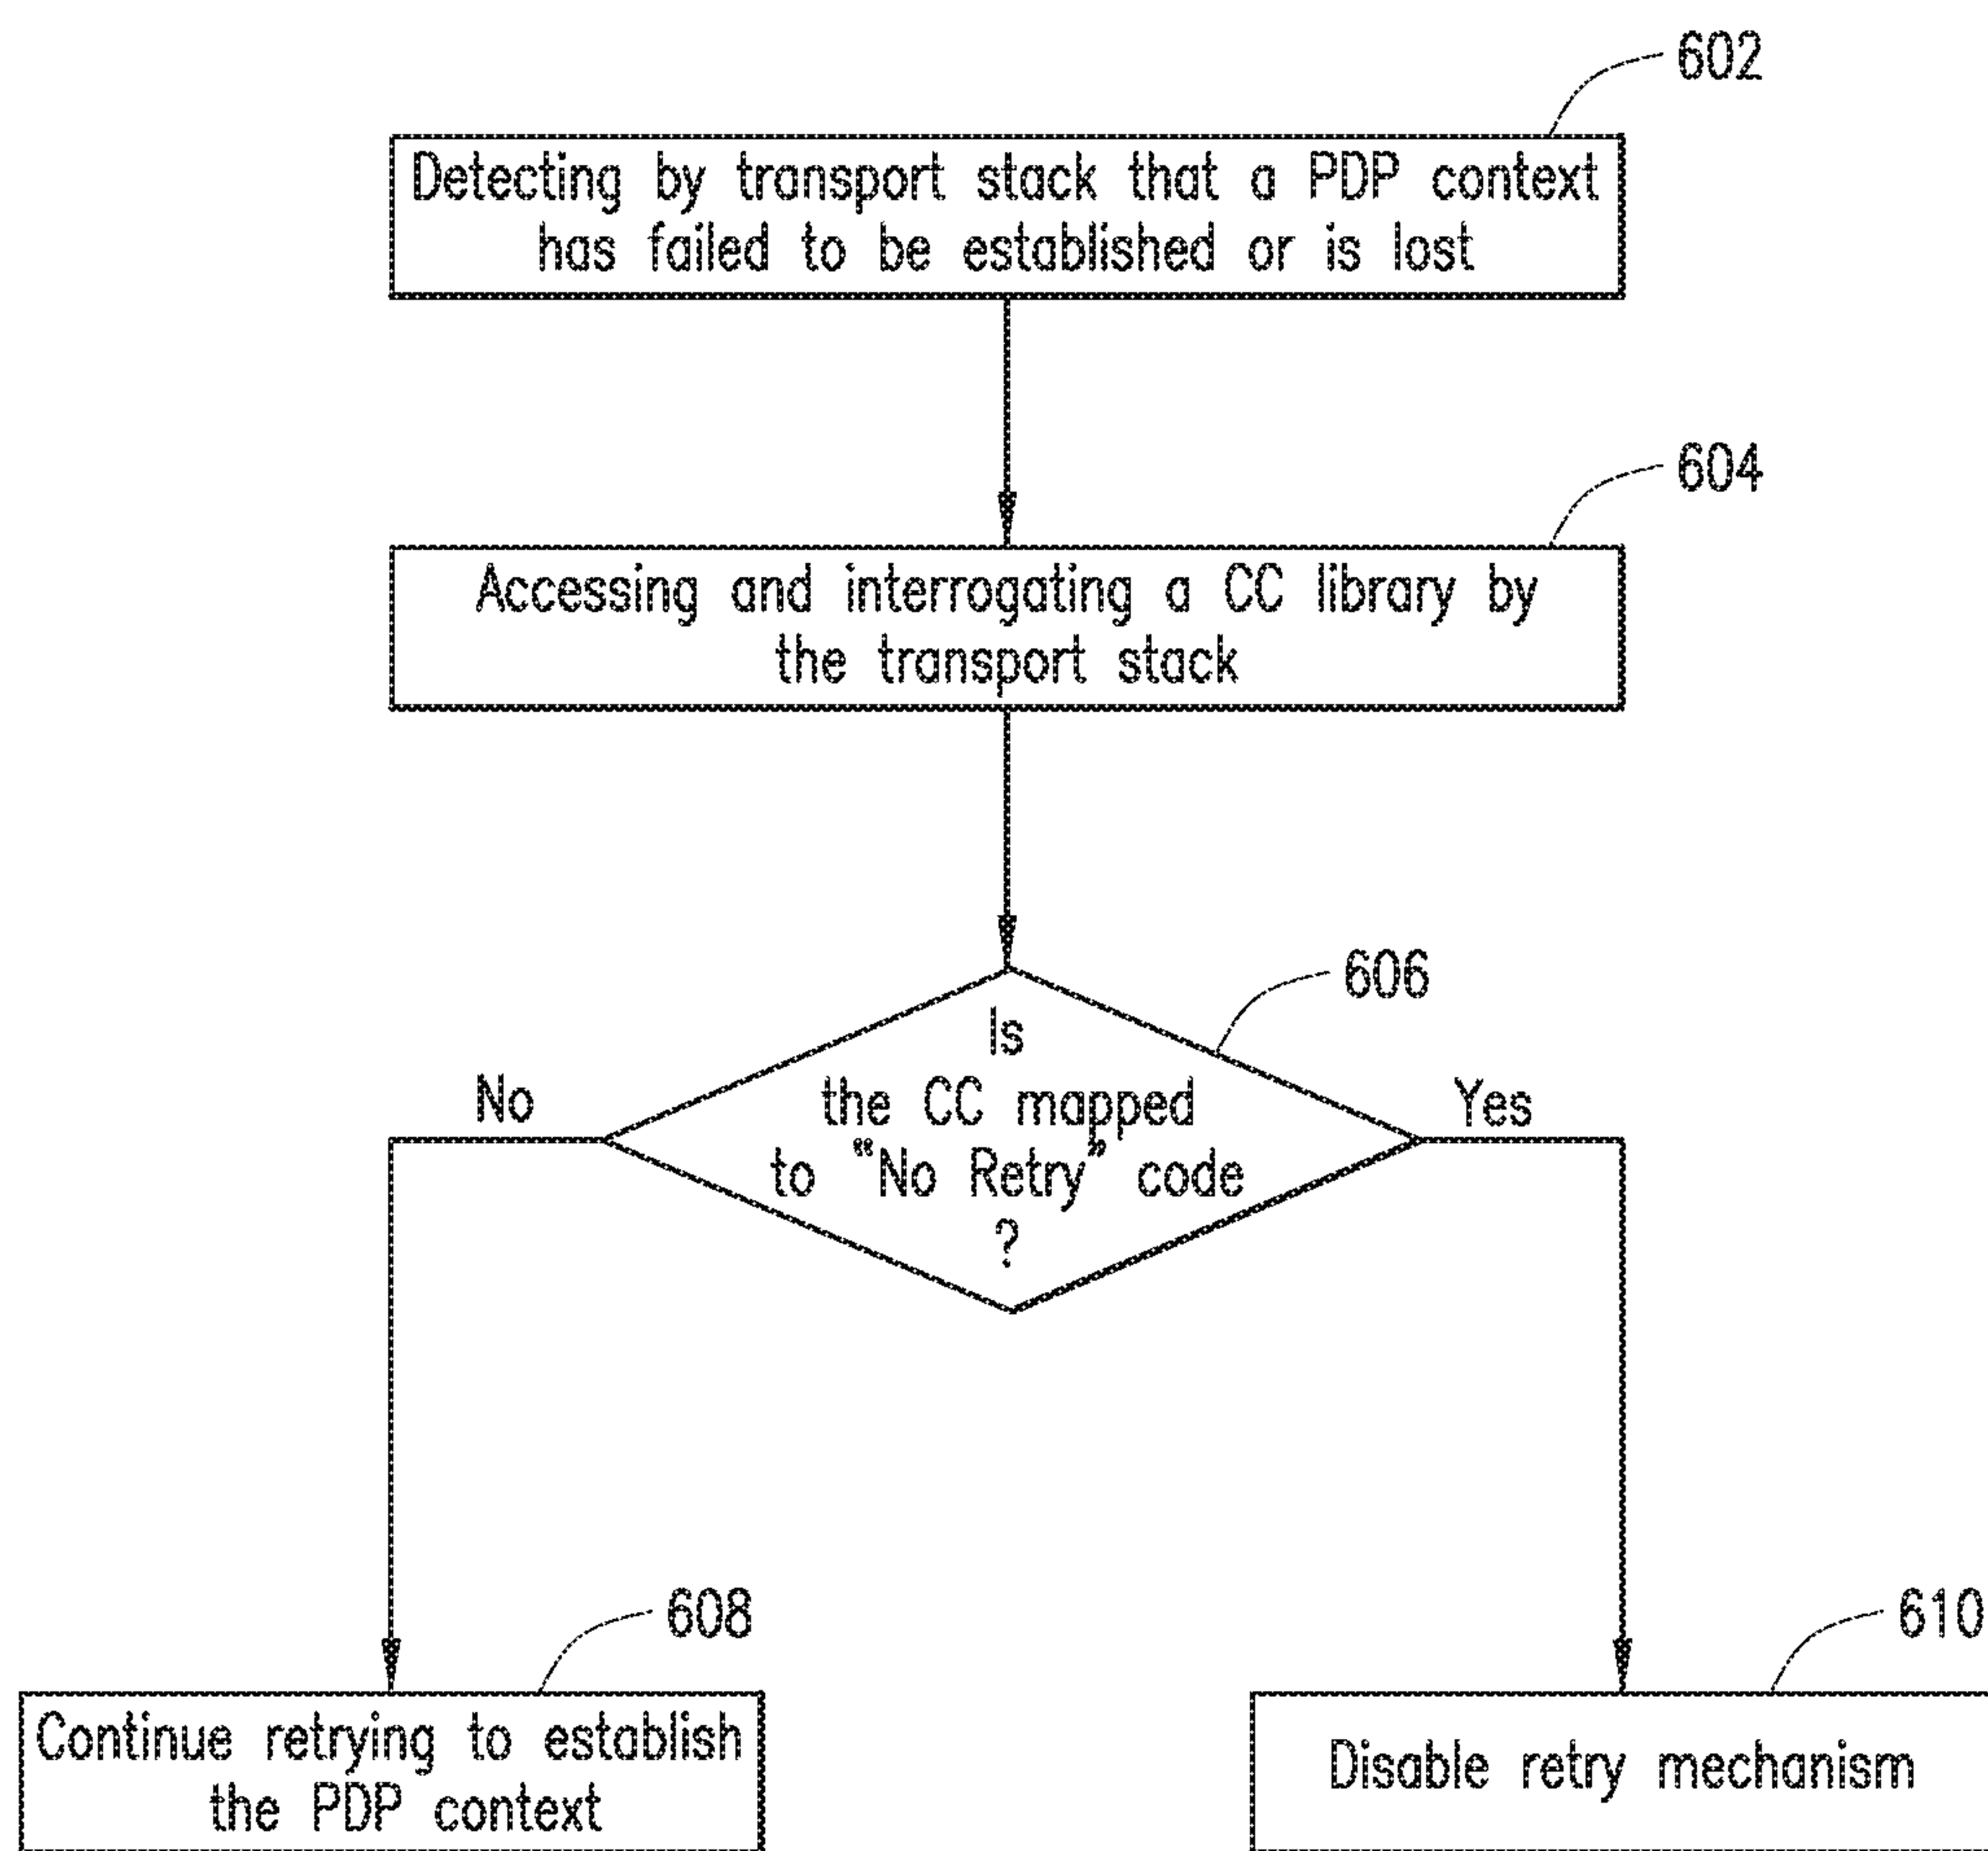 602
Detecting by transport stack that a PDP context
has failed to be established or is lost
604
Accessing and interrogating a CC library by
the transport stack
606
Is
the CC mapped
to "No Retry" code
?
No
Yes
608
Continue retrying to establish
the PDP context
610
Disable retry mechanism